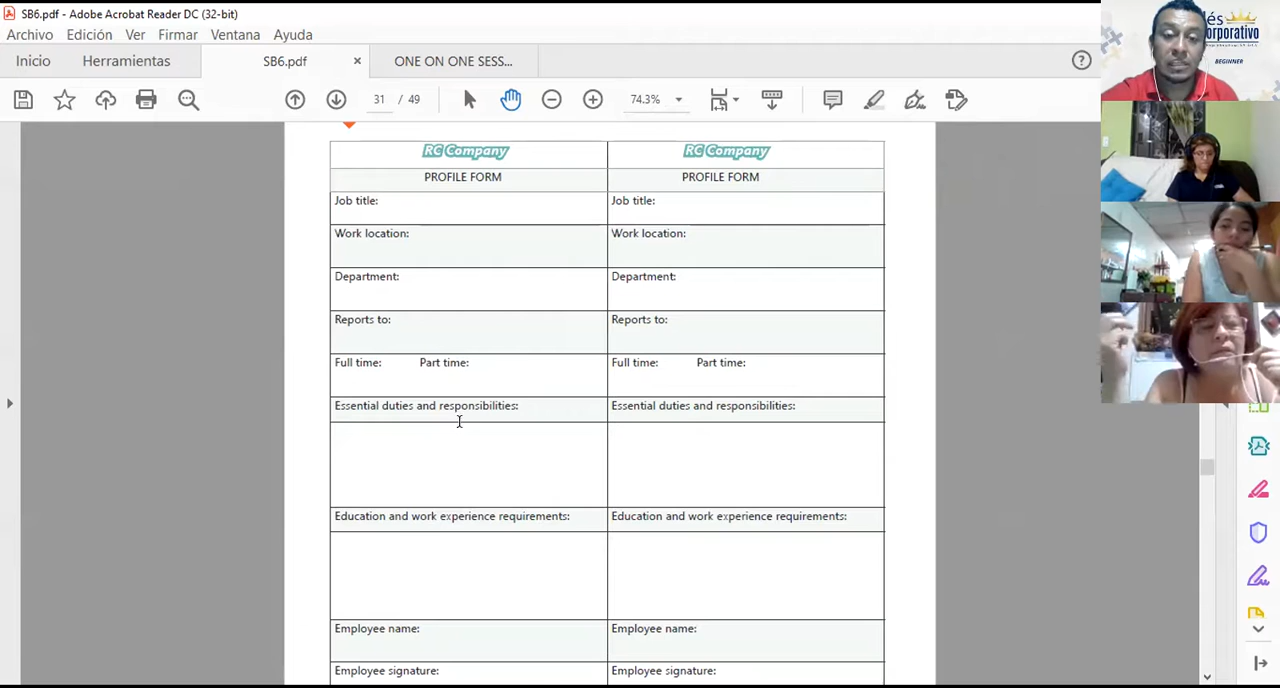 SB6.pdf - Adobe Acrobat Reader DC (32-bit)
Archivo Edición Ver Firmar Ventana Ayuda
Inicio Herramientas SB6.pdf × ONE ON ONE SESS...
31 / 49 74.3%
RC Company RC Company
PROFILE FORM PROFILE FORM
Job title: Job title:
Work location: Work location:
Department: Department:
Reports to: Reports to:
Full time: Part time: Full time: Part time:
Essential duties and responsibilities: Essential duties and responsibilities:
Education and work experience requirements: Education and work experience requirements:
Employee name: Employee name:
Employee signature: Employee signature:
BEGINNER